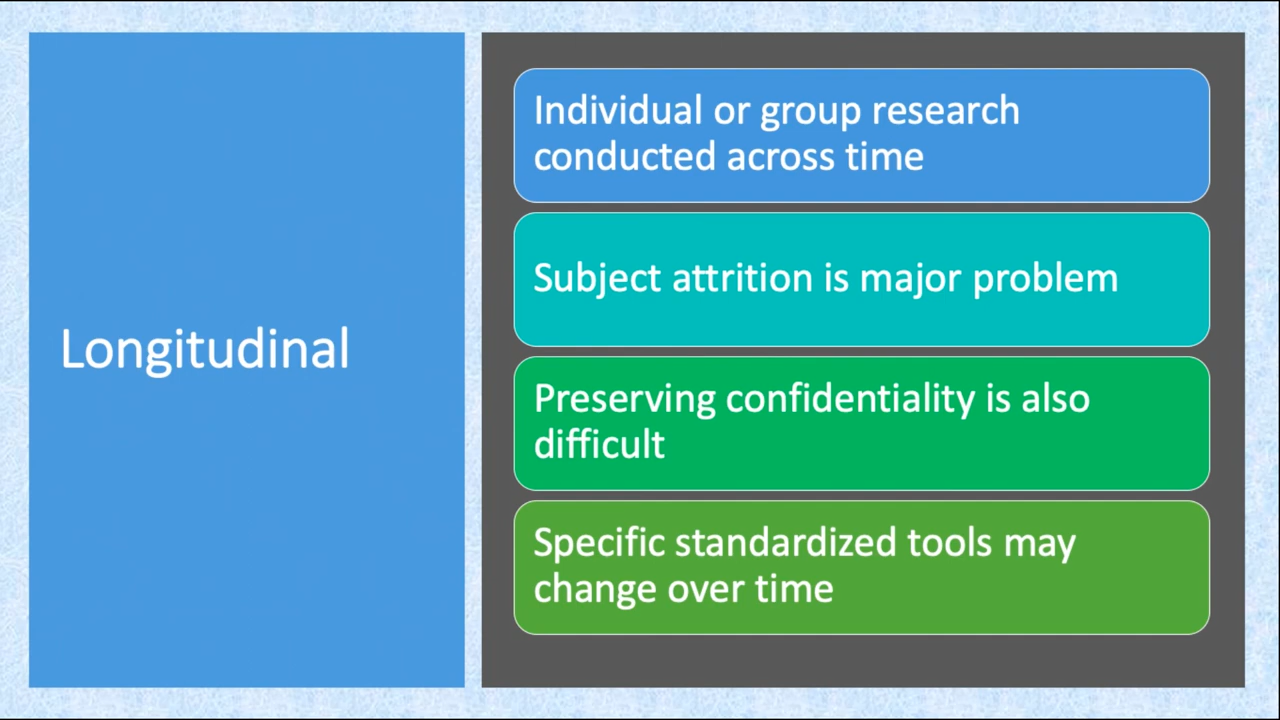 Longitudinal
Individual or group research
conducted across time
Subject attrition is major problem
Preserving confidentiality is also
difficult
Specific standardized tools may
change over time